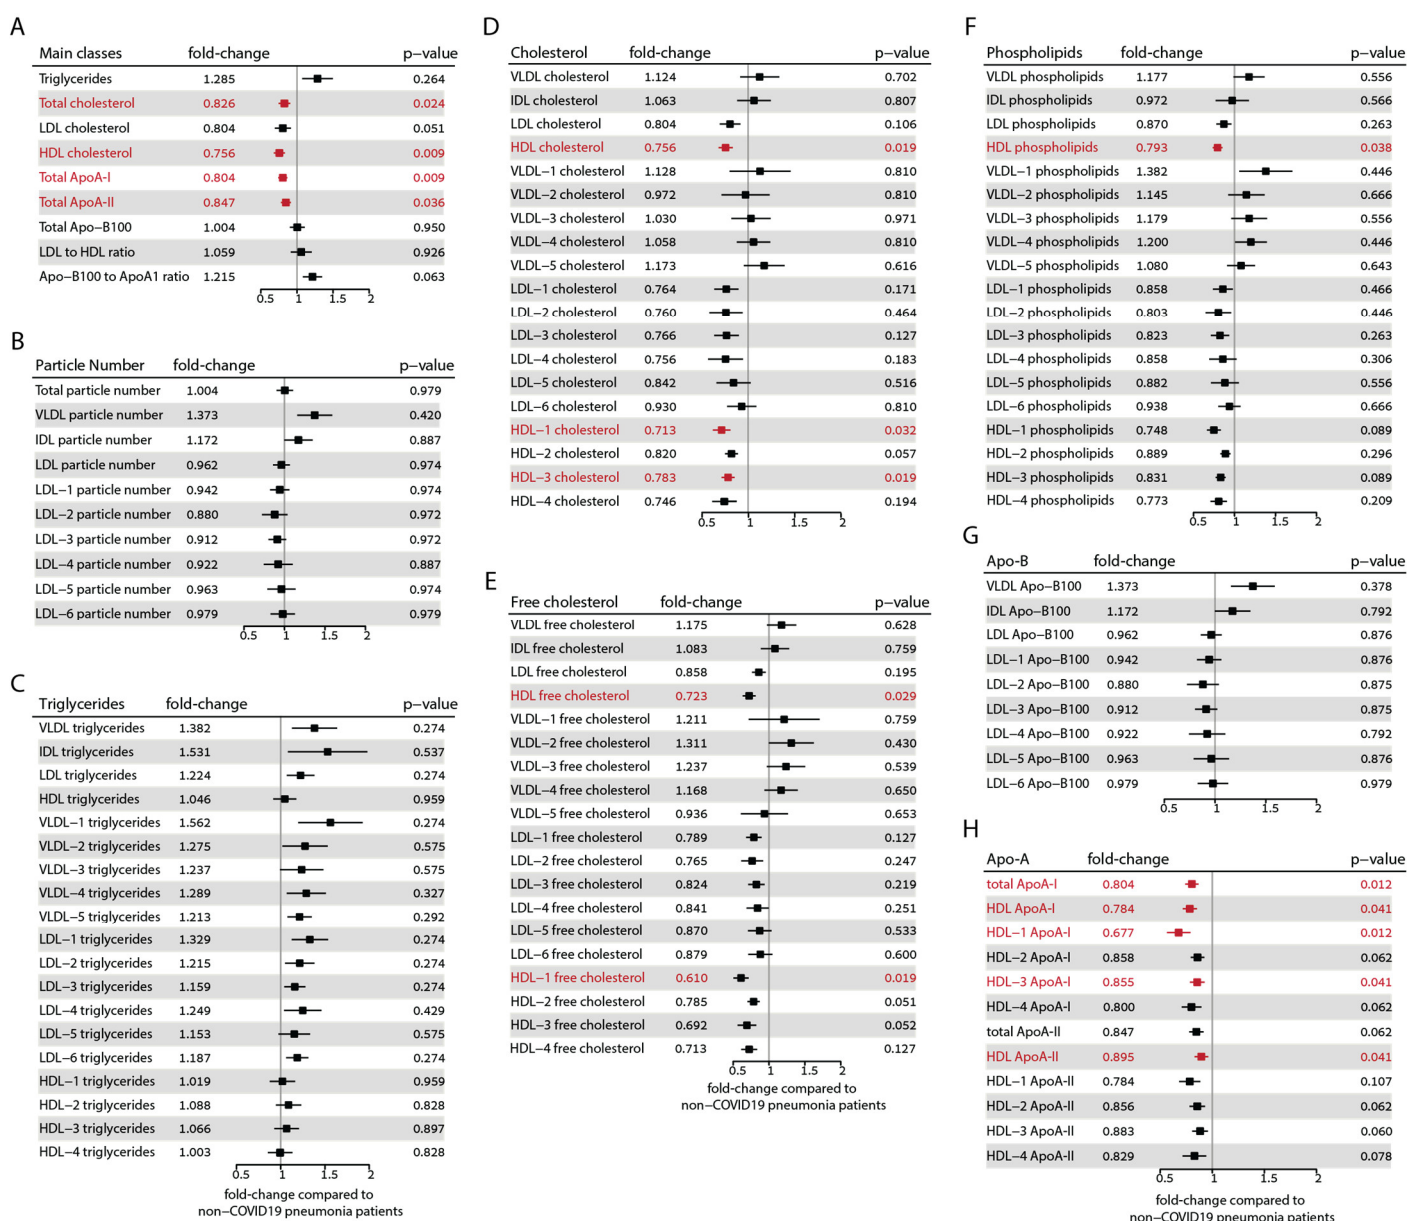 A
Main classes fold-change p−value
Triglycerides 1.285 0.264
Total cholesterol 0.826 0.024
LDL cholesterol 0.804 0.051
HDL cholesterol 0.756 0.009
Total ApoA-I 0.804 0.009
Total ApoA-II 0.847 0.036
Total Apo−B100 1.004 0.950
LDL to HDL ratio 1.059 0.926
Apo−B100 to ApoA1 ratio 1.215 0.063
0.5 1 1.5 2
B
Particle Number fold-change p−value
Total particle number 1.004 0.979
VLDL particle number 1.373 0.420
IDL particle number 1.172 0.887
LDL particle number 0.962 0.974
LDL−1 particle number 0.942 0.974
LDL−2 particle number 0.880 0.972
LDL−3 particle number 0.912 0.972
LDL−4 particle number 0.922 0.887
LDL−5 particle number 0.963 0.974
LDL−6 particle number 0.979 0.979
0.5 1 1.5 2
C
Triglycerides fold-change p−value
VLDL triglycerides 1.382 0.274
IDL triglycerides 1.531 0.537
LDL triglycerides 1.224 0.274
HDL triglycerides 1.046 0.959
VLDL−1 triglycerides 1.562 0.274
VLDL−2 triglycerides 1.275 0.575
VLDL−3 triglycerides 1.237 0.575
VLDL−4 triglycerides 1.289 0.327
VLDL−5 triglycerides 1.213 0.292
LDL−1 triglycerides 1.329 0.274
LDL−2 triglycerides 1.215 0.274
LDL−3 triglycerides 1.159 0.274
LDL−4 triglycerides 1.249 0.429
LDL−5 triglycerides 1.153 0.575
LDL−6 triglycerides 1.187 0.274
HDL−1 triglycerides 1.019 0.959
HDL−2 triglycerides 1.088 0.828
HDL−3 triglycerides 1.066 0.897
HDL−4 triglycerides 1.003 0.828
0.5 1 1.5 2
fold-change compared to
non−COVID19 pneumonia patients
D
Cholesterol fold-change p−value
VLDL cholesterol 1.124 0.702
IDL cholesterol 1.063 0.807
LDL cholesterol 0.804 0.106
HDL cholesterol 0.756 0.019
VLDL−1 cholesterol 1.128 0.810
VLDL−2 cholesterol 0.972 0.810
VLDL−3 cholesterol 1.030 0.971
VLDL−4 cholesterol 1.058 0.810
VLDL−5 cholesterol 1.173 0.616
LDL−1 cholesterol 0.764 0.171
LDL−2 cholesterol 0.760 0.464
LDL−3 cholesterol 0.766 0.127
LDL−4 cholesterol 0.756 0.183
LDL−5 cholesterol 0.842 0.516
LDL−6 cholesterol 0.930 0.810
HDL−1 cholesterol 0.713 0.032
HDL−2 cholesterol 0.820 0.057
HDL−3 cholesterol 0.783 0.019
HDL−4 cholesterol 0.746 0.194
0.5 1 1.5 2
E
Free cholesterol fold-change p−value
VLDL free cholesterol 1.175 0.628
IDL free cholesterol 1.083 0.759
LDL free cholesterol 0.858 0.195
HDL free cholesterol 0.723 0.029
VLDL−1 free cholesterol 1.211 0.759
VLDL−2 free cholesterol 1.311 0.430
VLDL−3 free cholesterol 1.237 0.539
VLDL−4 free cholesterol 1.168 0.650
VLDL−5 free cholesterol 0.936 0.653
LDL−1 free cholesterol 0.789 0.127
LDL−2 free cholesterol 0.765 0.247
LDL−3 free cholesterol 0.824 0.219
LDL−4 free cholesterol 0.841 0.251
LDL−5 free cholesterol 0.870 0.533
LDL−6 free cholesterol 0.879 0.600
HDL−1 free cholesterol 0.610 0.019
HDL−2 free cholesterol 0.785 0.051
HDL−3 free cholesterol 0.692 0.052
HDL−4 free cholesterol 0.713 0.127
0.5 1 1.5 2
fold-change compared to
non−COVID19 pneumonia patients
F
Phospholipids fold-change p−value
VLDL phospholipids 1.177 0.556
IDL phospholipids 0.972 0.566
LDL phospholipids 0.870 0.263
HDL phospholipids 0.793 0.038
VLDL−1 phospholipids 1.382 0.446
VLDL−2 phospholipids 1.145 0.666
VLDL−3 phospholipids 1.179 0.556
VLDL−4 phospholipids 1.200 0.446
VLDL−5 phospholipids 1.080 0.643
LDL−1 phospholipids 0.858 0.466
LDL−2 phospholipids 0.803 0.446
LDL−3 phospholipids 0.823 0.263
LDL−4 phospholipids 0.858 0.306
LDL−5 phospholipids 0.882 0.556
LDL−6 phospholipids 0.938 0.666
HDL−1 phospholipids 0.748 0.089
HDL−2 phospholipids 0.889 0.296
HDL−3 phospholipids 0.831 0.089
HDL−4 phospholipids 0.773 0.209
0.5 1 1.5 2
G
Apo−B fold-change p−value
VLDL Apo−B100 1.373 0.378
IDL Apo−B100 1.172 0.792
LDL Apo−B100 0.962 0.876
LDL−1 Apo−B100 0.942 0.876
LDL−2 Apo−B100 0.880 0.875
LDL−3 Apo−B100 0.912 0.875
LDL−4 Apo−B100 0.922 0.792
LDL−5 Apo−B100 0.963 0.876
LDL−6 Apo−B100 0.979 0.979
0.5 1 1.5 2
H
Apo−A fold-change p−value
total ApoA-I 0.804 0.012
HDL ApoA-I 0.784 0.041
HDL−1 ApoA-I 0.677 0.012
HDL−2 ApoA-I 0.858 0.062
HDL−3 ApoA-I 0.855 0.041
HDL−4 ApoA-I 0.800 0.062
total ApoA-II 0.847 0.062
HDL ApoA-II 0.895 0.041
HDL−1 ApoA-II 0.784 0.107
HDL−2 ApoA-II 0.856 0.062
HDL−3 ApoA-II 0.883 0.060
HDL−4 ApoA-II 0.829 0.078
0.5 1 1.5 2
fold-change compared to
non−COVID19 pneumonia patients